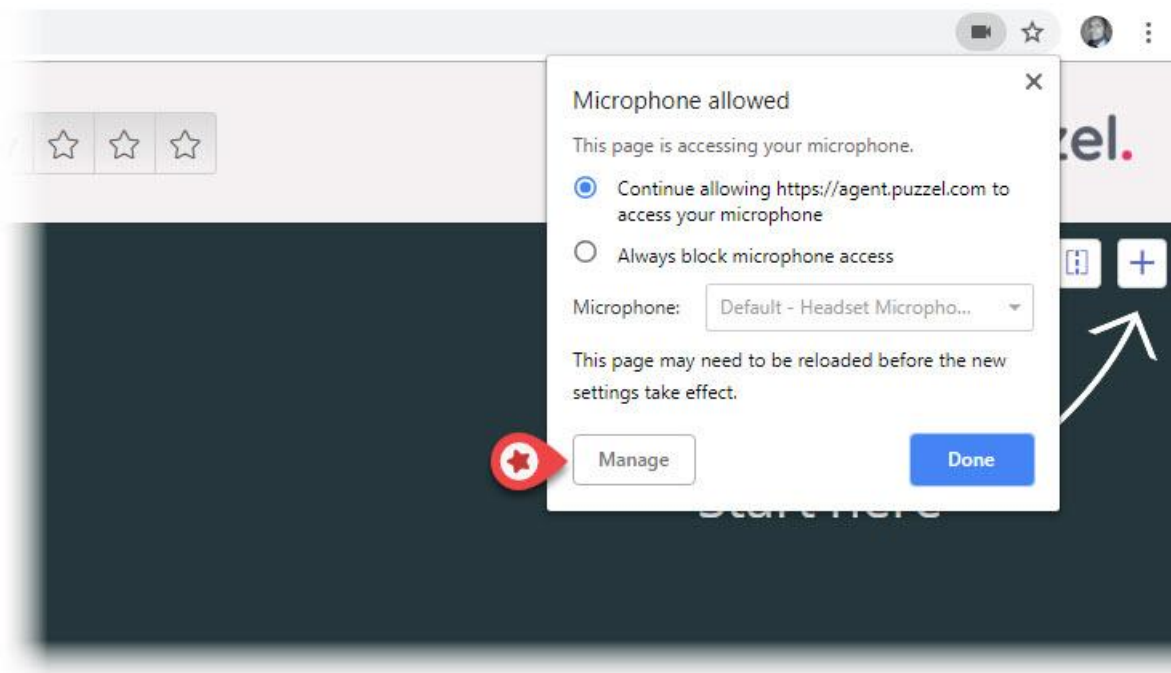 Microphone allowed
zel.
This page is accessing your microphone.
Continue allowing https://agent.puzzel.com to
access your microphone
Always block microphone access
Microphone: Default - Headset Micropho...
This page may need to be reloaded before the new
settings take effect.
Manage Done
Start Here